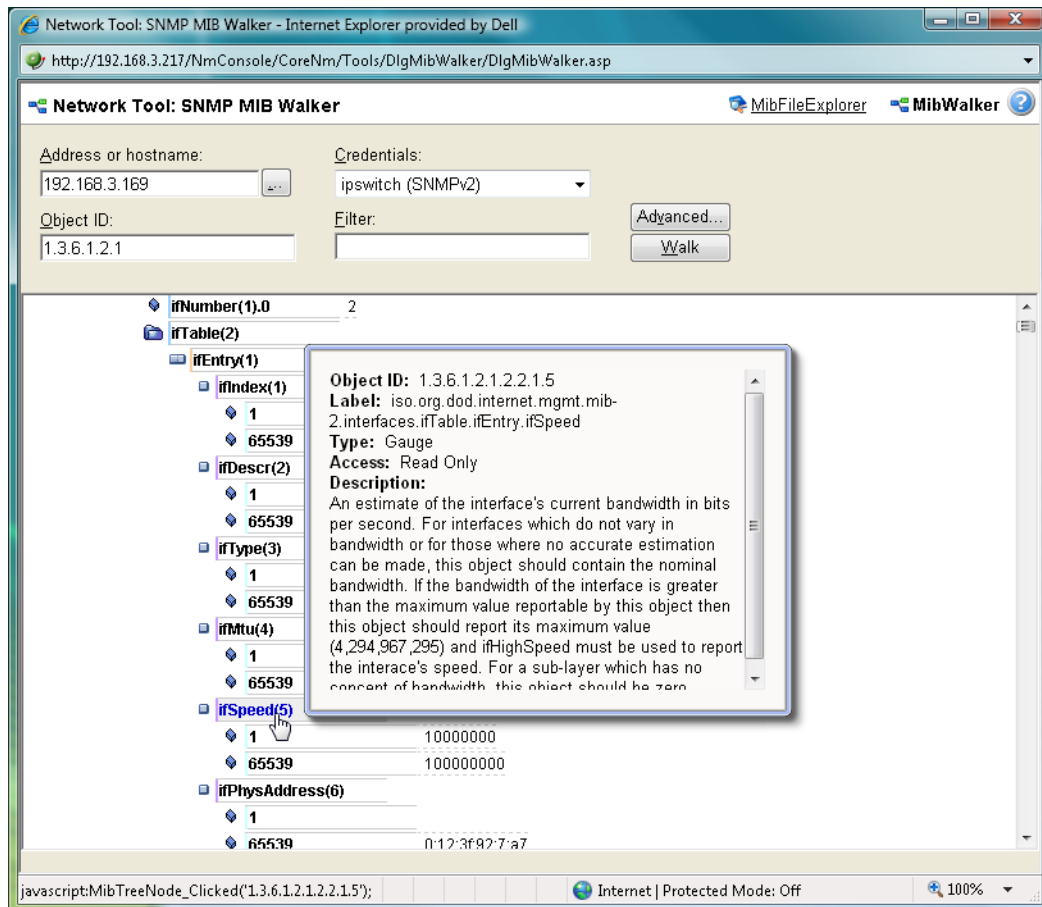 Network Tool: SNMP MIB Walker - Internet Explorer provided by Dell
http://192.168.3.217/NmConsole/CoreNm/Tools/DlgMibWalker/DlgMibWalker.asp
Network Tool: SNMP MIB Walker
MibFileExplorer
MibWalker
?
Address or hostname:
Credentials:
192.168.3.169
...
ipswitch (SNMPv2)
Object ID:
Filter:
Advanced...
1.3.6.1.2.1
Walk
ifNumber(1).0 2
ifTable(2)
ifEntry(1)
ifIndex(1)
1
65539
ifDescr(2)
1
65539
ifType(3)
1
65539
ifMtu(4)
1
65539
Object ID: 1.3.6.1.2.1.2.2.1.5
Label: iso.org.dod.internet.mgmt.mib-
2.interfaces.ifTable.ifEntry.ifSpeed
Type: Gauge
Access: Read Only
Description:
An estimate of the interface's current bandwidth in bits
per second. For interfaces which do not vary in
bandwidth or for those where no accurate estimation
can be made, this object should contain the nominal
bandwidth. If the bandwidth of the interface is greater
than the maximum value reportable by this object then
this object should report its maximum value
(4,294,967,295) and ifHighSpeed must be used to report
the interace's speed. For a sub-layer which has no
concept of bandwidth, this object should be zero
ifSpeed(5)
1 10000000
65539 100000000
ifPhysAddress(6)
1
65539 0:12:3f:92:7:a7
javascript:MibTreeNode_Clicked('1.3.6.1.2.1.2.2.1.5');
Internet | Protected Mode: Off
100%